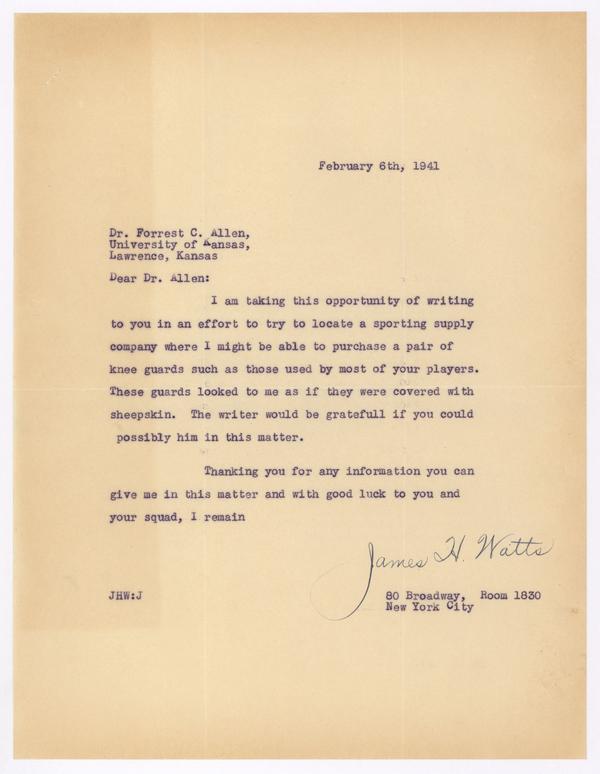 February 6th, 1941
Dr. Forrest C. Allen,
University of Kansas,
Lawrence, Kansas
Dear Dr. Allen:
I am taking this opportunity of writing
to you in an effort to try to locate a sporting supply
company where I might be able to purchase a pair of
knee guards such as those used by most of your players.
These guards looked to me as if they were covered with
sheepskin. The writer would be gratefull if you could
possibly him in this matter.
Thanking you for any information you can
give me in this matter and with good luck to you and
your squad, I remain
James H. Watts
JHW:J
80 Broadway, Room 1830
New York City